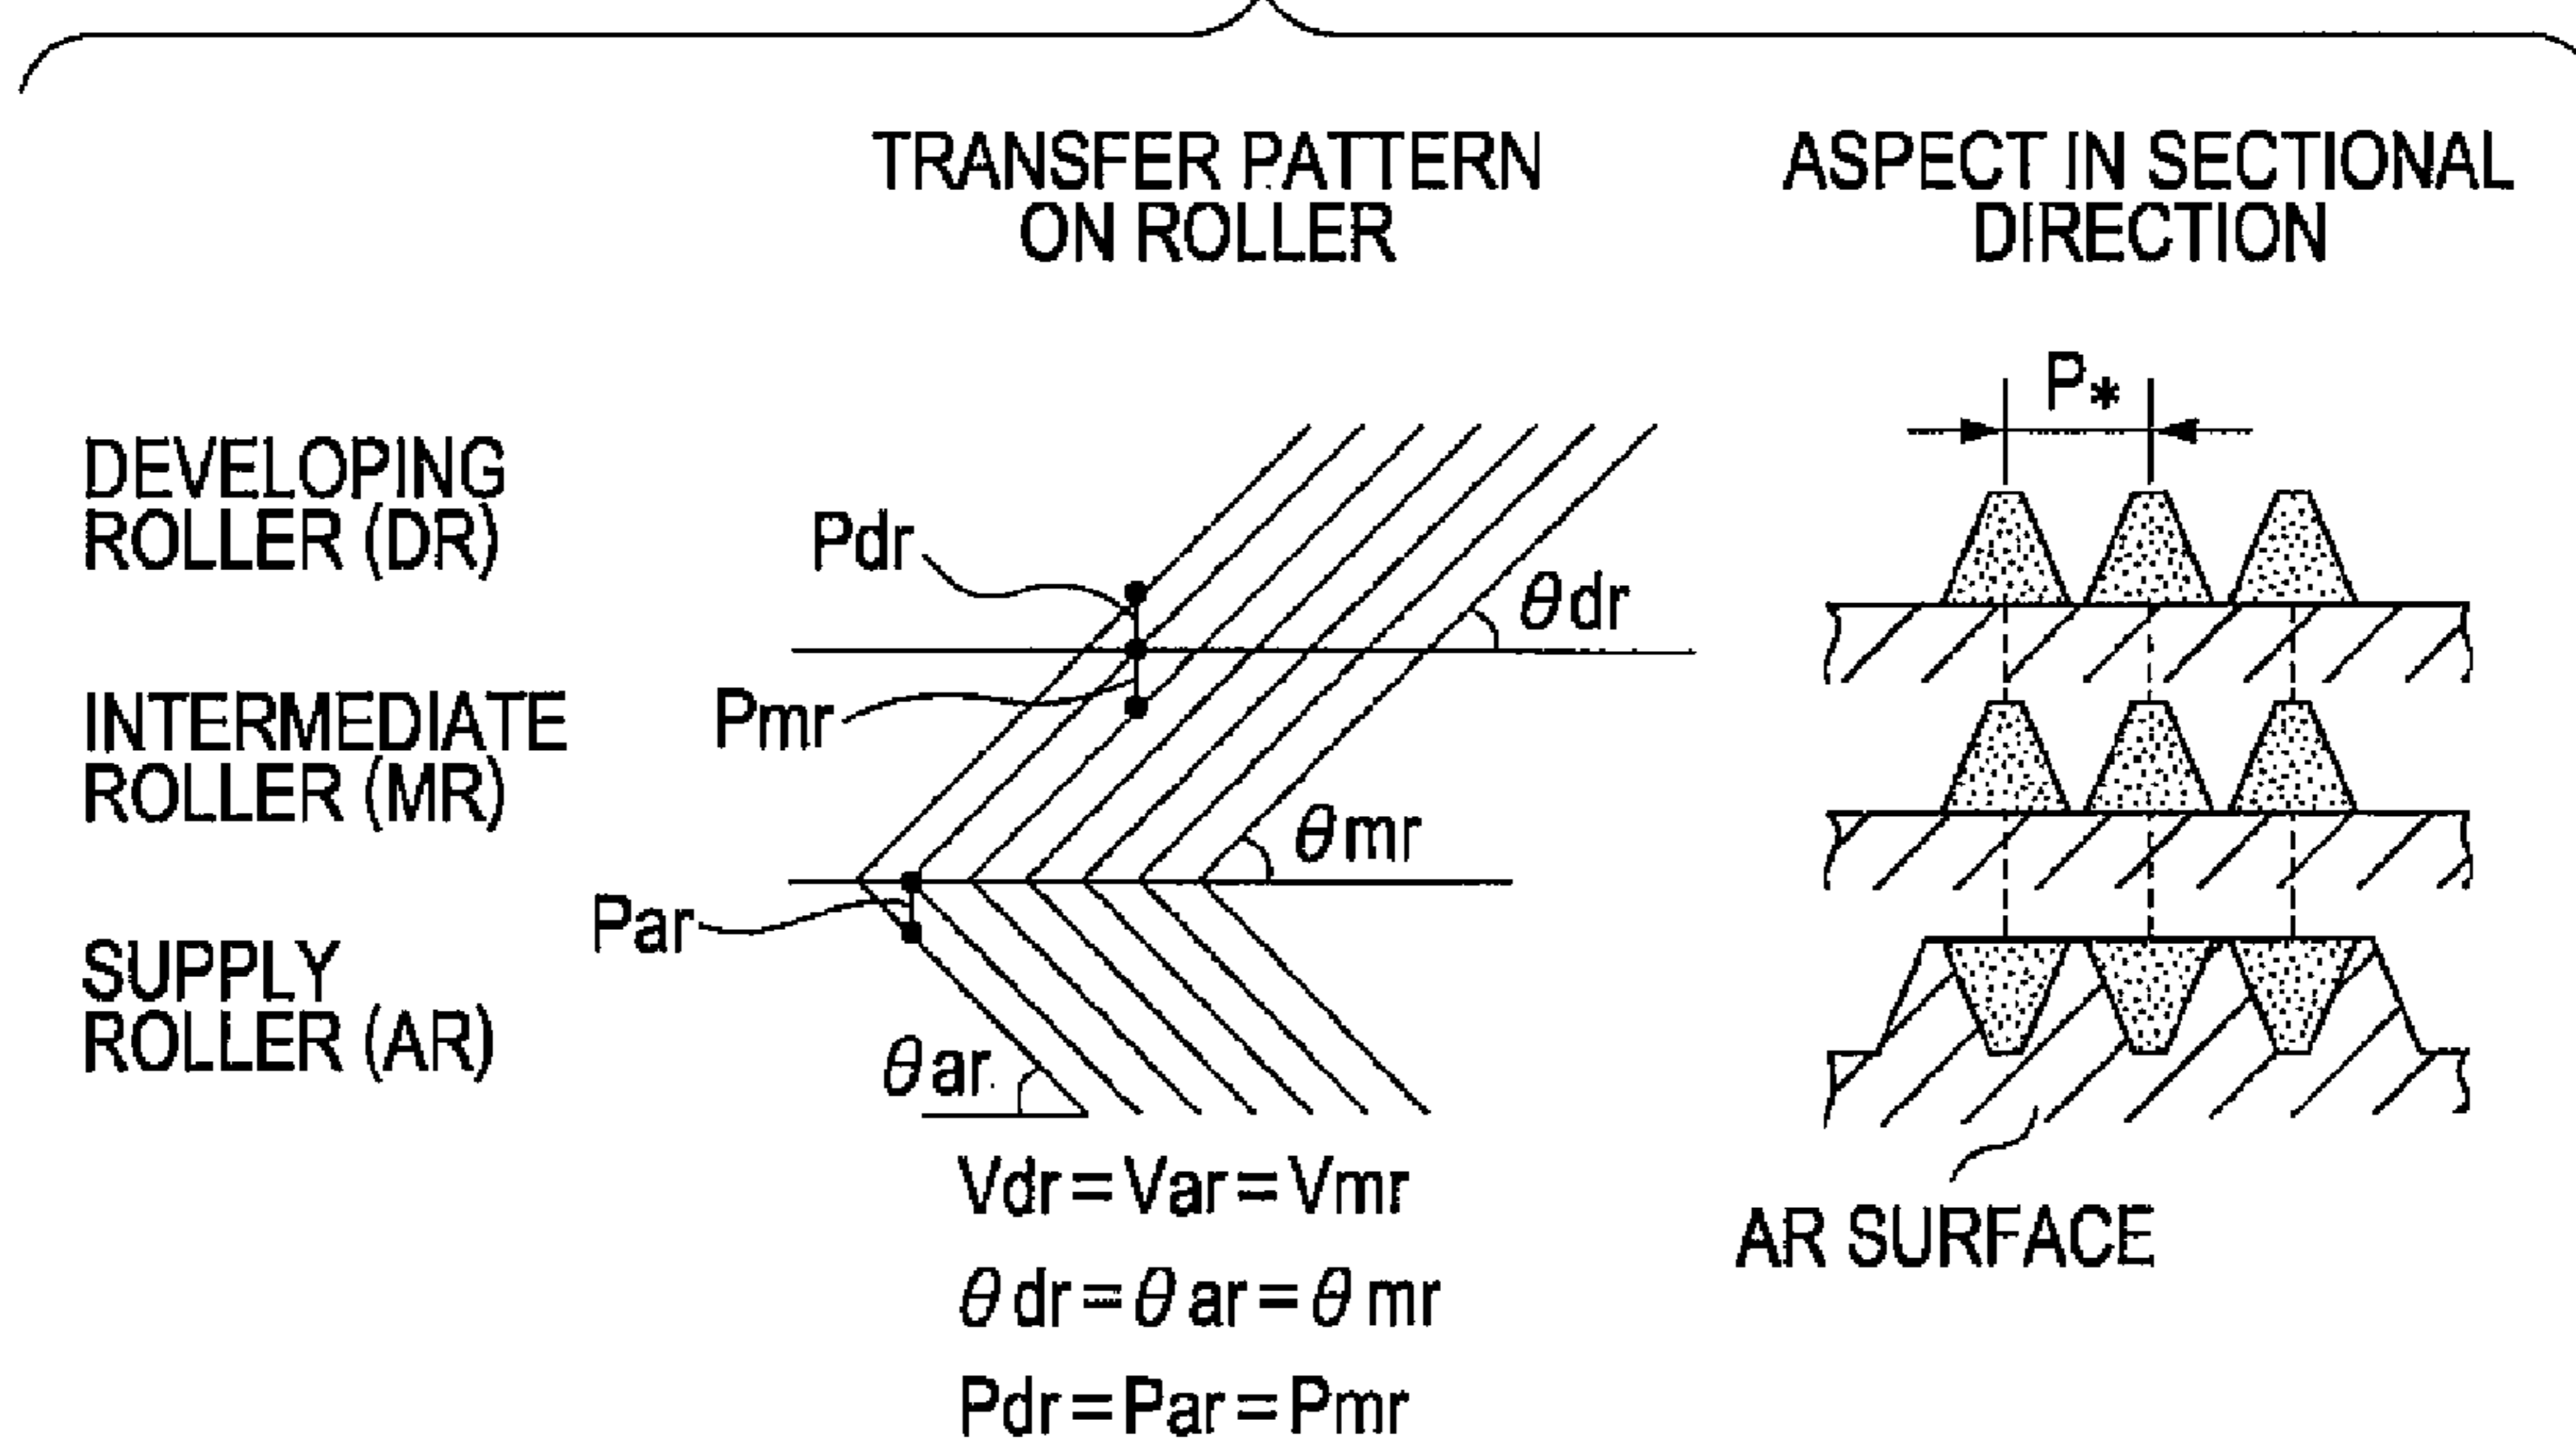 TRANSFER PATTERN
ON ROLLER
ASPECT IN SECTIONAL
DIRECTION
P*
DEVELOPING
ROLLER (DR)
Pdr
θdr
INTERMEDIATE
ROLLER (MR)
Pmr
θmr
SUPPLY
ROLLER (AR)
Par
θar
Vdr=Var=Vmr
θdr=θar=θmr
Pdr=Par=Pmr
AR SURFACE